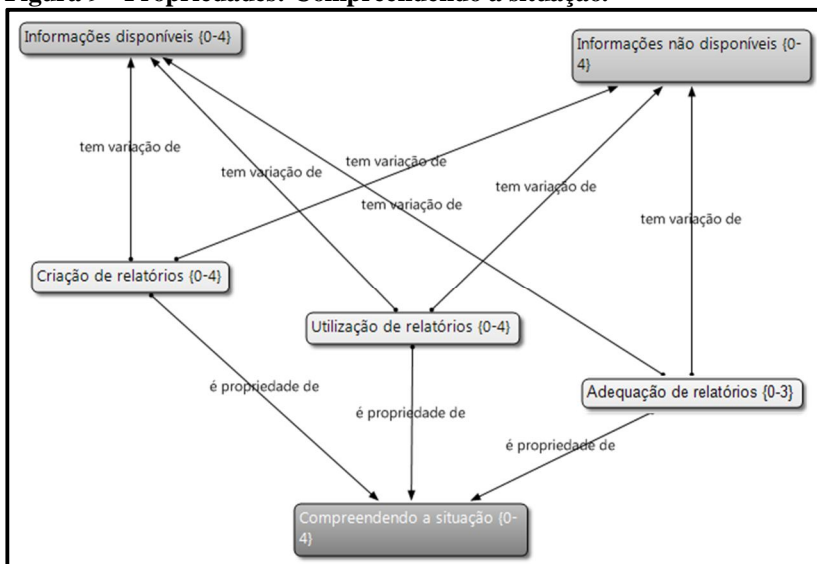 Figura 9 – Propriedades: Compreendendo a situação.
Informações disponíveis {0-4}
Informações não disponíveis {0-
4}
tem variação de
tem variação de
tem variação de
tem variação de
tem variação de
tem variação de
Criação de relatórios {0-4}
Utilização de relatórios {0-4}
Adequação de relatórios {0-3}
é propriedade de
é propriedade de
é propriedade de
Compreendendo a situação {0-
4}